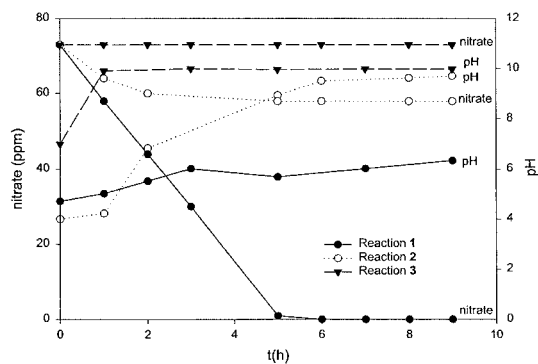 80
60
40
20
0
nitrate (ppm)
12
10
8
6
4
2
0
pH
nitrate
pH
pH
nitrate
pH
nitrate
Reaction 1
Reaction 2
Reaction 3
0 2 4 6 8 10
t(h)